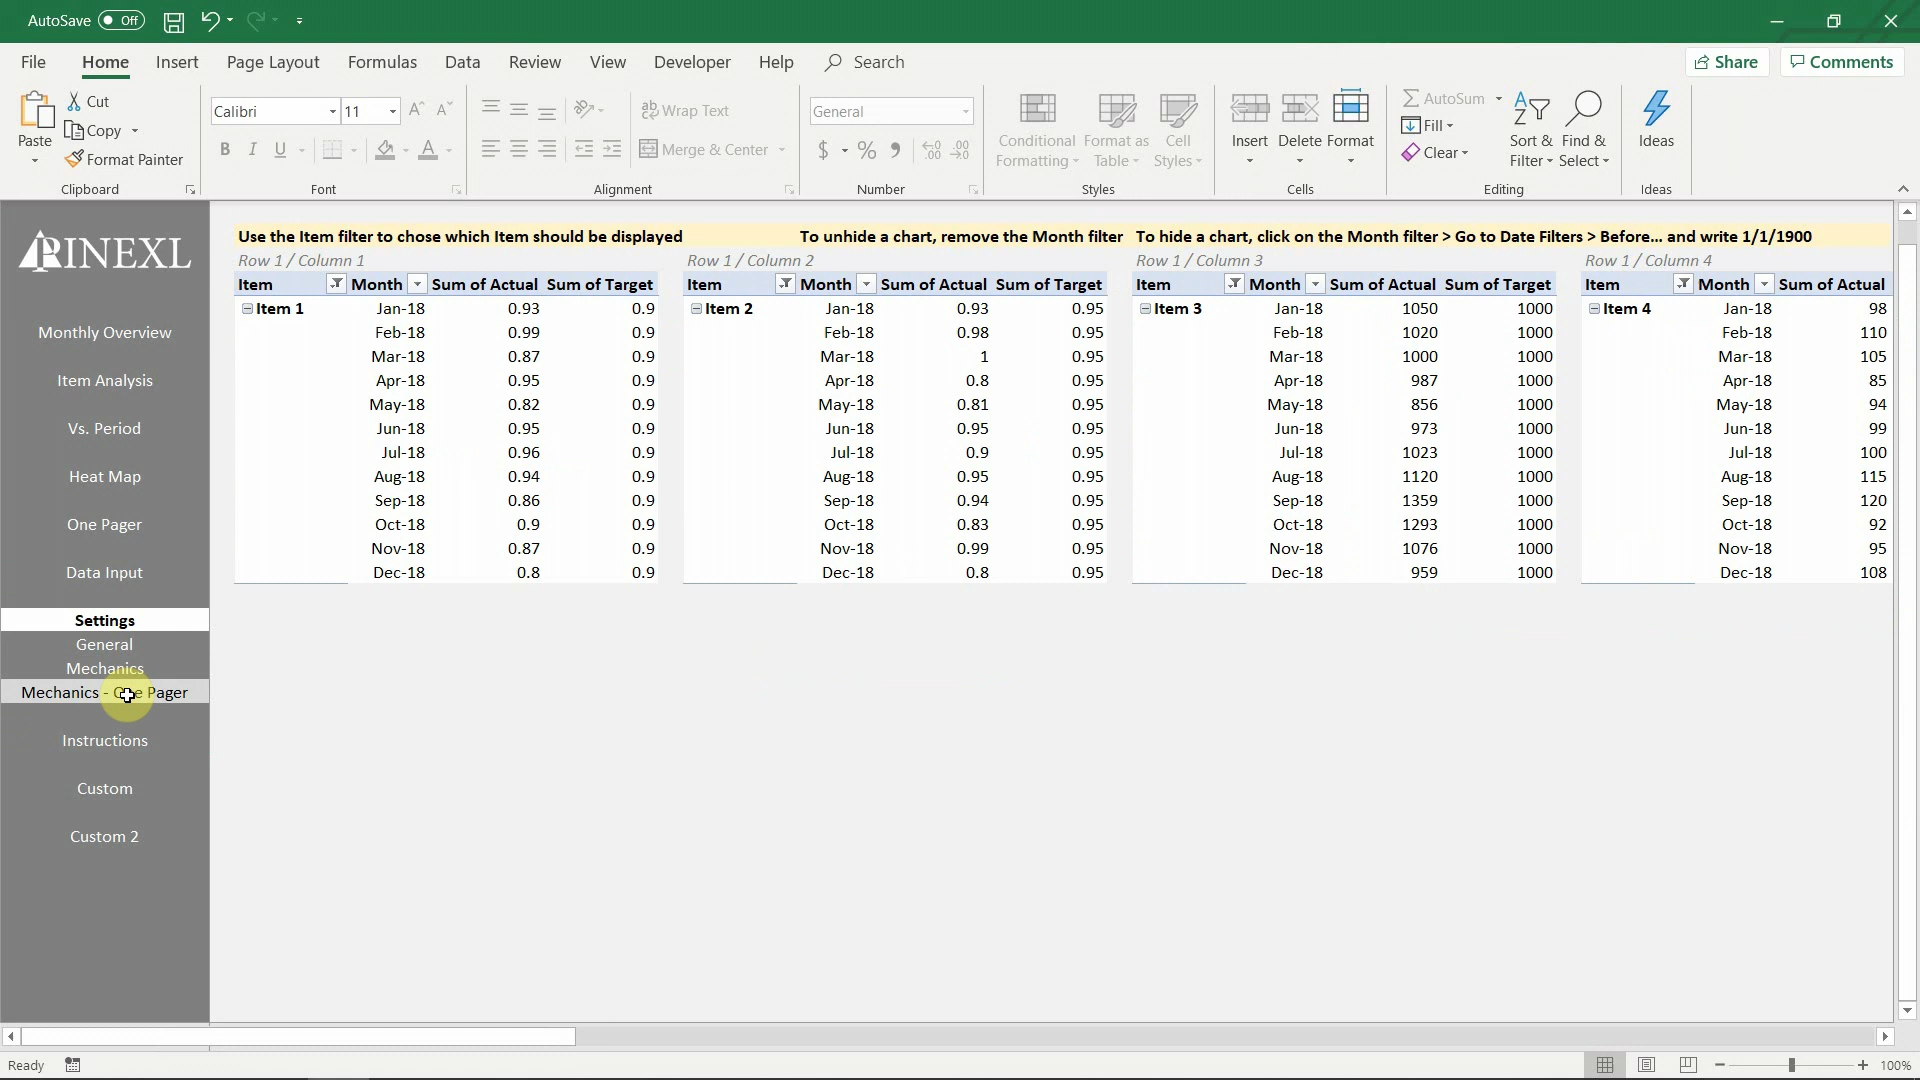 AutoSave Off
File Home Insert Page Layout Formulas Data Review View Developer Help Search Share Comments
Paste Cut Copy Format Painter Clipboard
Calibri 11 B I U Font
Wrap Text Merge & Center Alignment
General $ % Number
Conditional Formatting Format as Table Cell Styles Styles
Insert Delete Format Cells
AutoSum Fill Clear Sort & Filter Find & Select Editing
Ideas Ideas
PINEXL
Monthly Overview
Item Analysis
Vs. Period
Heat Map
One Pager
Data Input
Settings
General
Mechanics
Mechanics - One Pager
Instructions
Custom
Custom 2
Use the Item filter to chose which Item should be displayed To unhide a chart, remove the Month filter To hide a chart, click on the Month filter > Go to Date Filters > Before... and write 1/1/1900
Row 1 / Column 1 Row 1 / Column 2 Row 1 / Column 3 Row 1 / Column 4
Item Month Sum of Actual Sum of Target Item Month Sum of Actual Sum of Target Item Month Sum of Actual Sum of Target Item Month Sum of Actual
Item 1 Jan-18 0.93 0.9 Item 2 Jan-18 0.93 0.95 Item 3 Jan-18 1050 1000 Item 4 Jan-18 98
Feb-18 0.99 0.9 Feb-18 0.98 0.95 Feb-18 1020 1000 Feb-18 110
Mar-18 0.87 0.9 Mar-18 1 0.95 Mar-18 1000 1000 Mar-18 105
Apr-18 0.95 0.9 Apr-18 0.8 0.95 Apr-18 987 1000 Apr-18 85
May-18 0.82 0.9 May-18 0.81 0.95 May-18 856 1000 May-18 94
Jun-18 0.95 0.9 Jun-18 0.95 0.95 Jun-18 973 1000 Jun-18 99
Jul-18 0.96 0.9 Jul-18 0.9 0.95 Jul-18 1023 1000 Jul-18 100
Aug-18 0.94 0.9 Aug-18 0.95 0.95 Aug-18 1120 1000 Aug-18 115
Sep-18 0.86 0.9 Sep-18 0.94 0.95 Sep-18 1359 1000 Sep-18 120
Oct-18 0.9 0.9 Oct-18 0.83 0.95 Oct-18 1293 1000 Oct-18 92
Nov-18 0.87 0.9 Nov-18 0.99 0.95 Nov-18 1076 1000 Nov-18 95
Dec-18 0.8 0.9 Dec-18 0.8 0.95 Dec-18 959 1000 Dec-18 108
Ready 100%